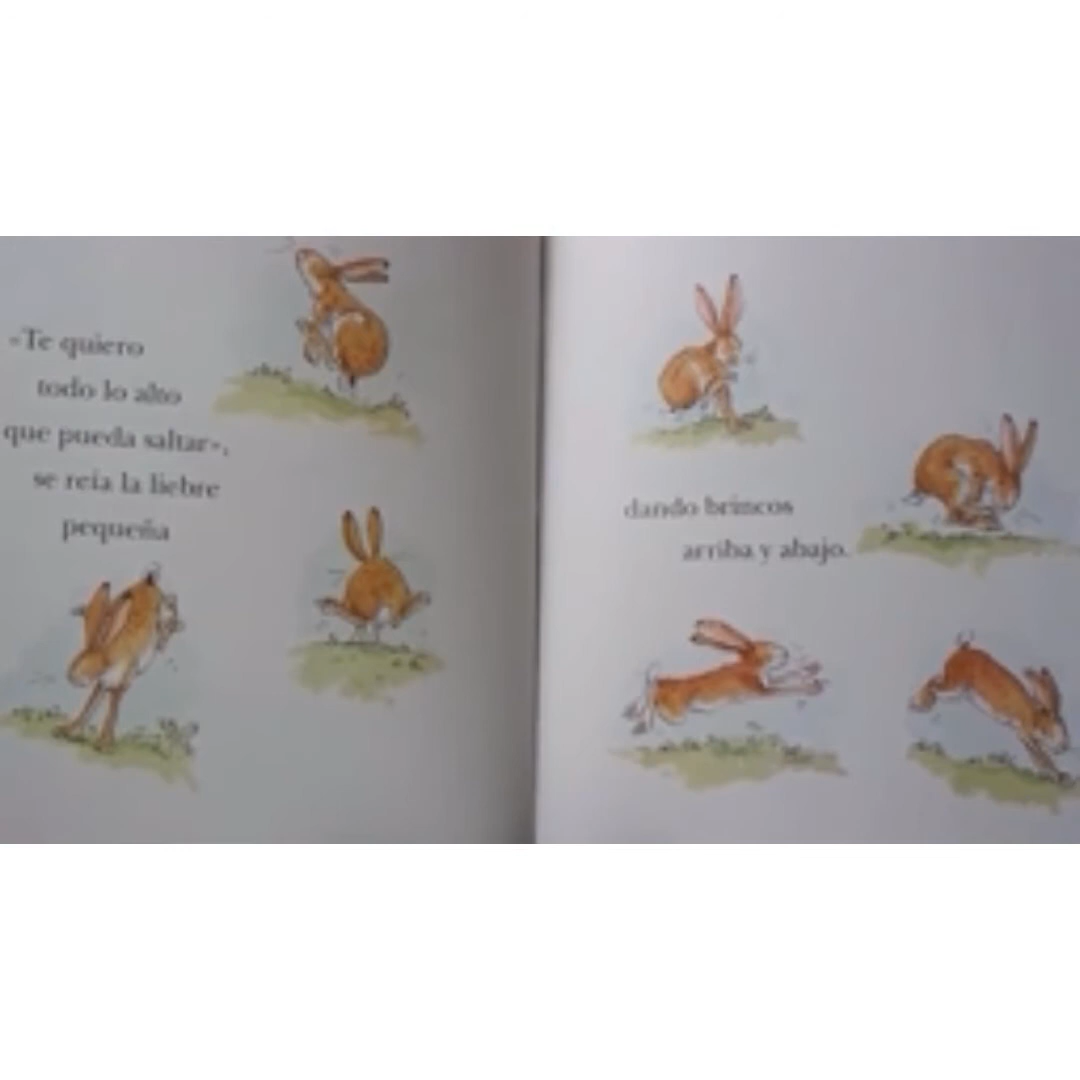 «Te quiero
todo lo alto
que pueda saltar»,
se reía la liebre
pequeña
dando brincos
arriba y abajo.